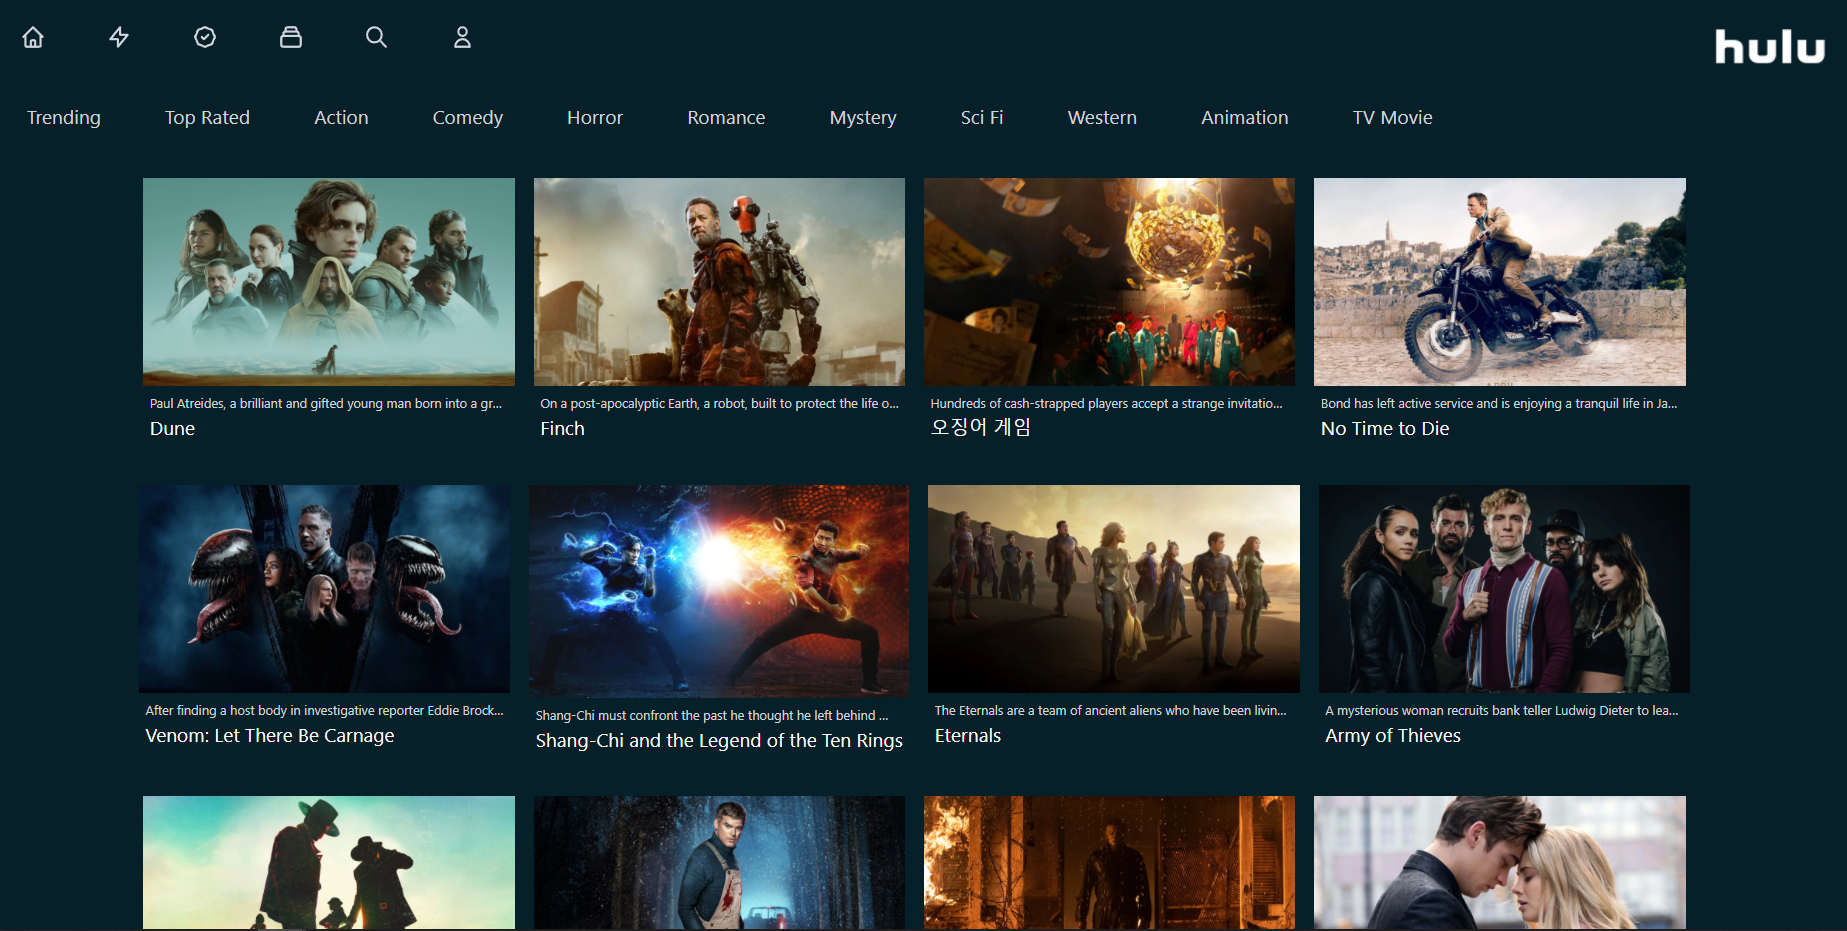 hulu
Trending
Top Rated
Action
Comedy
Horror
Romance
Mystery
Sci Fi
Western
Animation
TV Movie
Paul Atreides, a brilliant and gifted young man born into a gr...
Dune
On a post-apocalyptic Earth, a robot, built to protect the life o...
Finch
Hundreds of cash-strapped players accept a strange invitatio...
오징어 게임
Bond has left active service and is enjoying a tranquil life in Ja...
No Time to Die
After finding a host body in investigative reporter Eddie Brock...
Venom: Let There Be Carnage
Shang-Chi must confront the past he thought he left behind ...
Shang-Chi and the Legend of the Ten Rings
The Eternals are a team of ancient aliens who have been livin...
Eternals
A mysterious woman recruits bank teller Ludwig Dieter to lea...
Army of Thieves